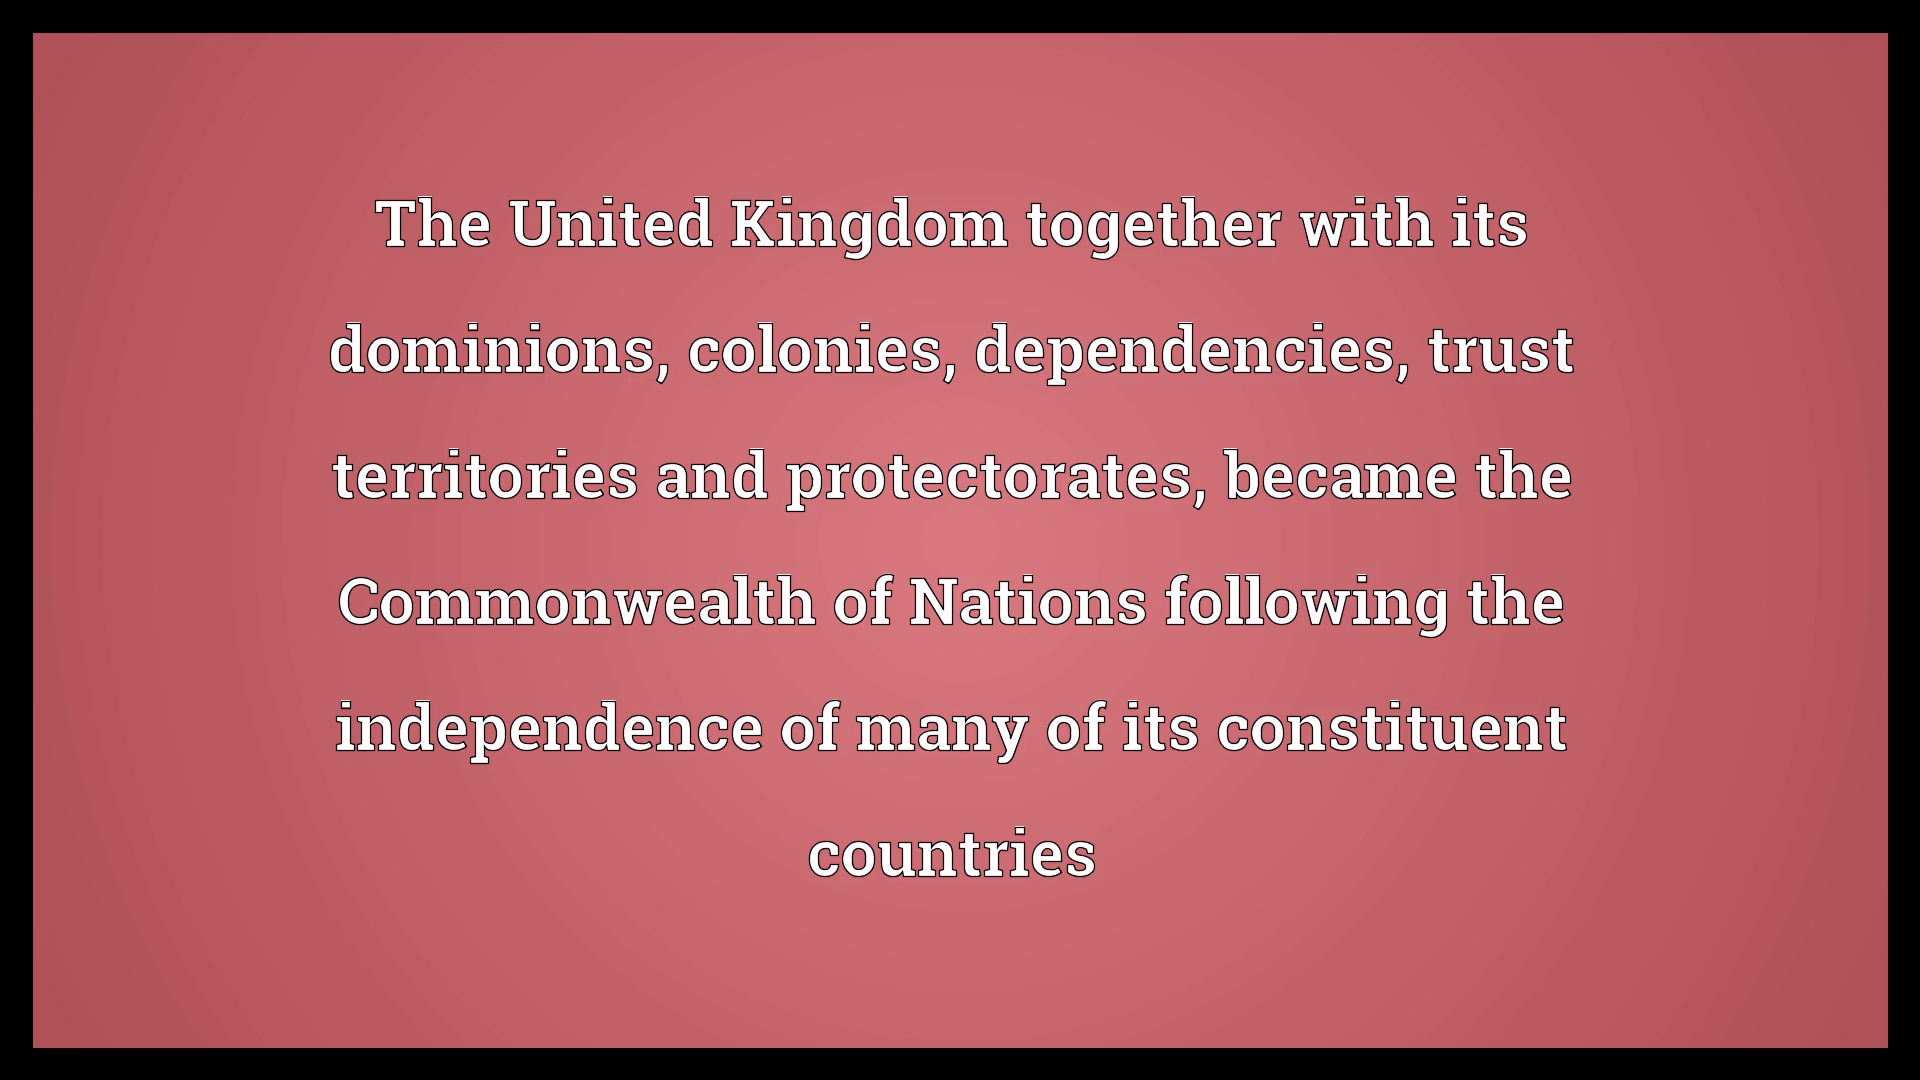 The United Kingdom together with its
dominions, colonies, dependencies, trust
territories and protectorates, became the
Commonwealth of Nations following the
independence of many of its constituent
countries